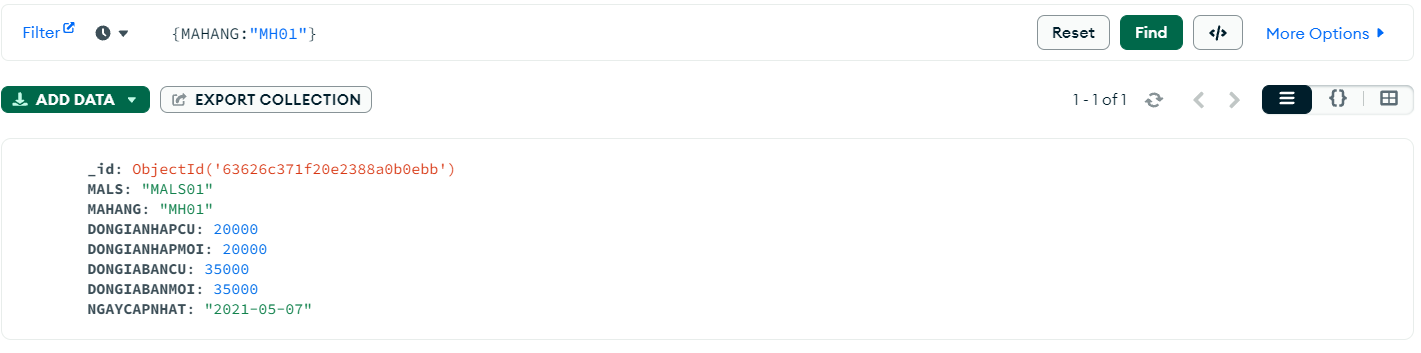 Filter {MAHANG:"MH01"} Reset Find </> More Options
ADD DATA EXPORT COLLECTION 1 - 1 of 1 {}
_id: ObjectId('63626c371f20e2388a0b0ebb')
MALS: "MALS01"
MAHANG: "MH01"
DONGIANHAPCU: 20000
DONGIANHAPMOI: 20000
DONGIABANCU: 35000
DONGIABANMOI: 35000
NGAYCAPNHAT: "2021-05-07"